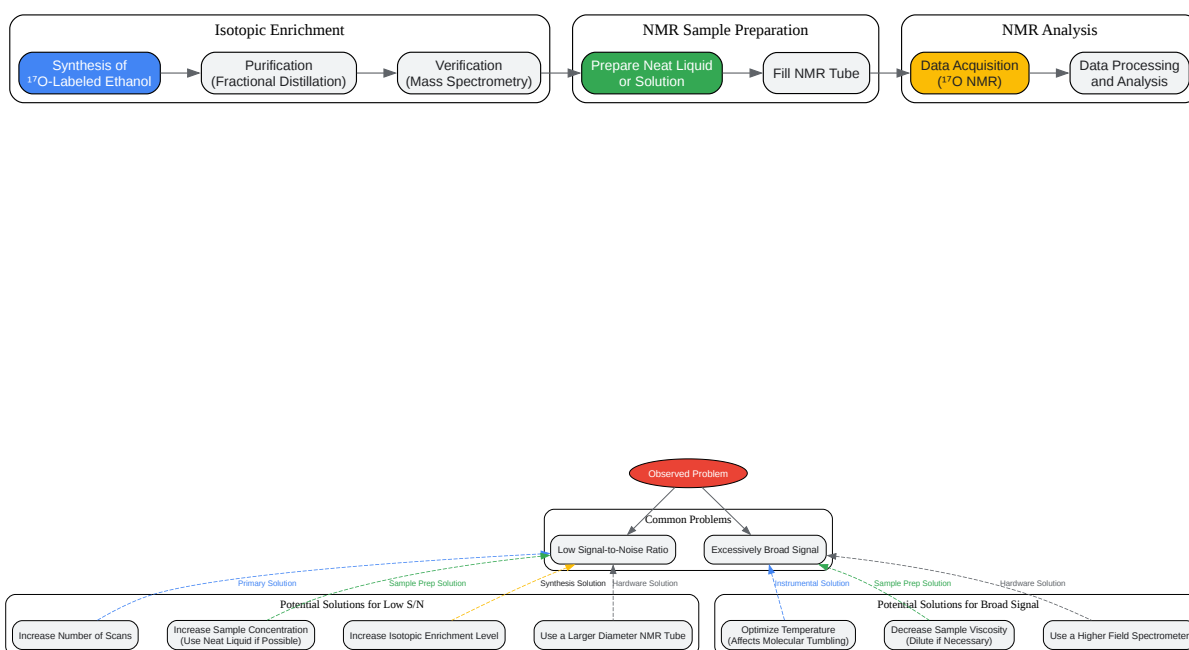 Isotopic Enrichment
Synthesis of
¹⁷O-Labeled Ethanol
Purification
(Fractional Distillation)
Verification
(Mass Spectrometry)
NMR Sample Preparation
Prepare Neat Liquid
or Solution
Fill NMR Tube
NMR Analysis
Data Acquisition
(¹⁷O NMR)
Data Processing
and Analysis
Observed Problem
Common Problems
Low Signal-to-Noise Ratio
Excessively Broad Signal
Primary Solution
Sample Prep Solution
Synthesis Solution
Hardware Solution
Instrumental Solution
Sample Prep Solution
Hardware Solution
Potential Solutions for Low S/N
Increase Number of Scans
Increase Sample Concentration
(Use Neat Liquid if Possible)
Increase Isotopic Enrichment Level
Use a Larger Diameter NMR Tube
Potential Solutions for Broad Signal
Optimize Temperature
(Affects Molecular Tumbling)
Decrease Sample Viscosity
(Dilute if Necessary)
Use a Higher Field Spectrometer